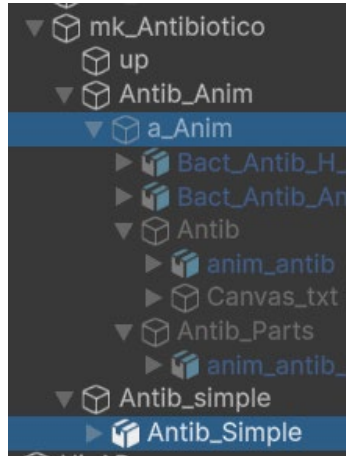 mk_Antibiotico
up
Antib_Anim
a_Anim
Bact_Antib_H_
Bact_Antib_An
Antib
anim_antib
Canvas_txt
Antib_Parts
anim_antib_
Antib_simple
Antib_Simple